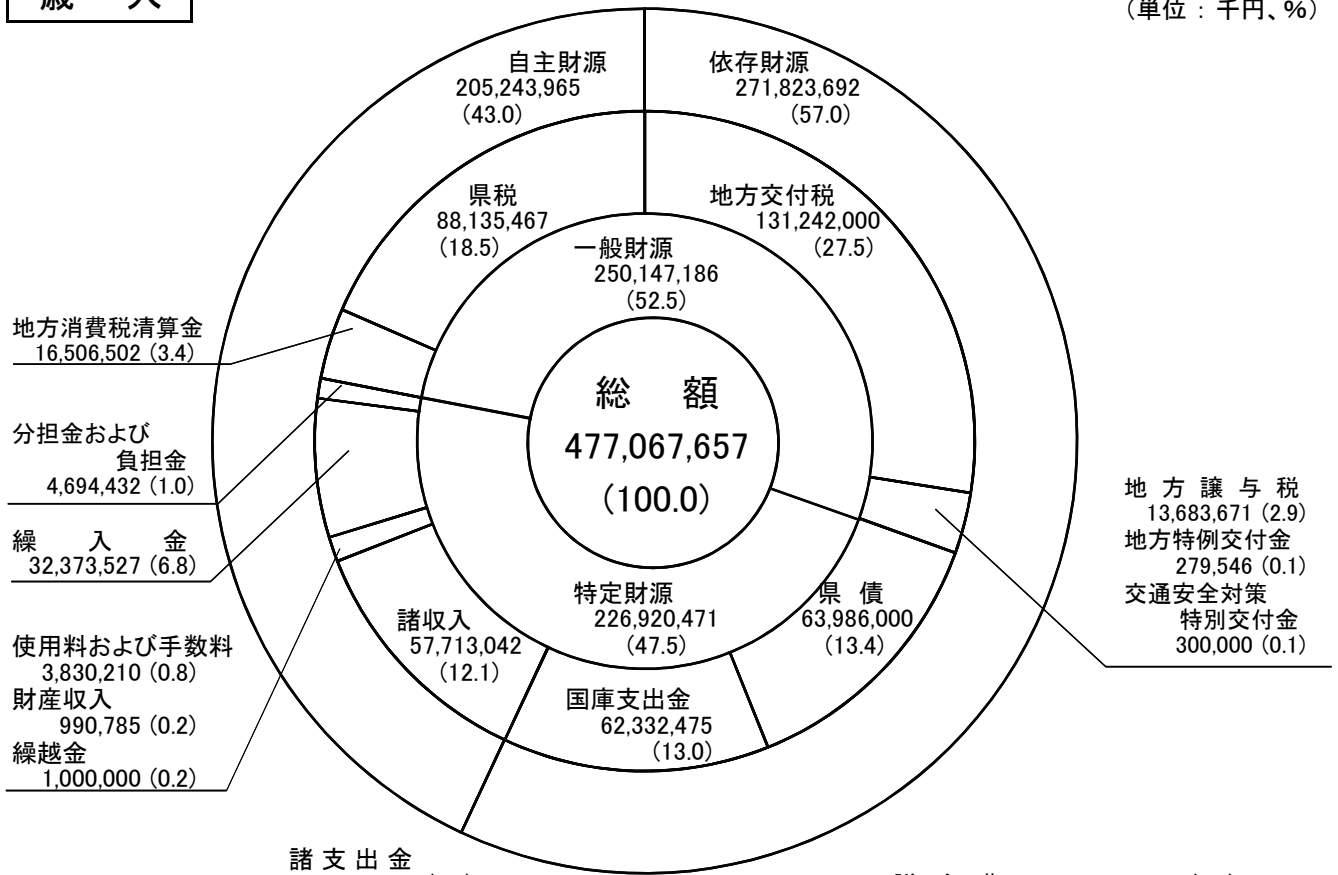 歳 入
（単位：千円、%）
自主財源
205,243,965
(43.0)
依存財源
271,823,692
(57.0)
県税
88,135,467
(18.5)
地方交付税
131,242,000
(27.5)
一般財源
250,147,186
(52.5)
地方消費税清算金
16,506,502 (3.4)
総 額
477,067,657
(100.0)
分担金および
負担金
4,694,432 (1.0)
繰 入 金
32,373,527 (6.8)
地 方 譲 与 税
13,683,671 (2.9)
地方特例交付金
279,546 (0.1)
交通安全対策
特別交付金
300,000 (0.1)
使用料および手数料
3,830,210 (0.8)
財産収入
990,785 (0.2)
繰越金
1,000,000 (0.2)
諸収入
57,713,042
(12.1)
特定財源
226,920,471
(47.5)
県 債
63,986,000
(13.4)
国庫支出金
62,332,475
(13.0)
諸 支 出 金